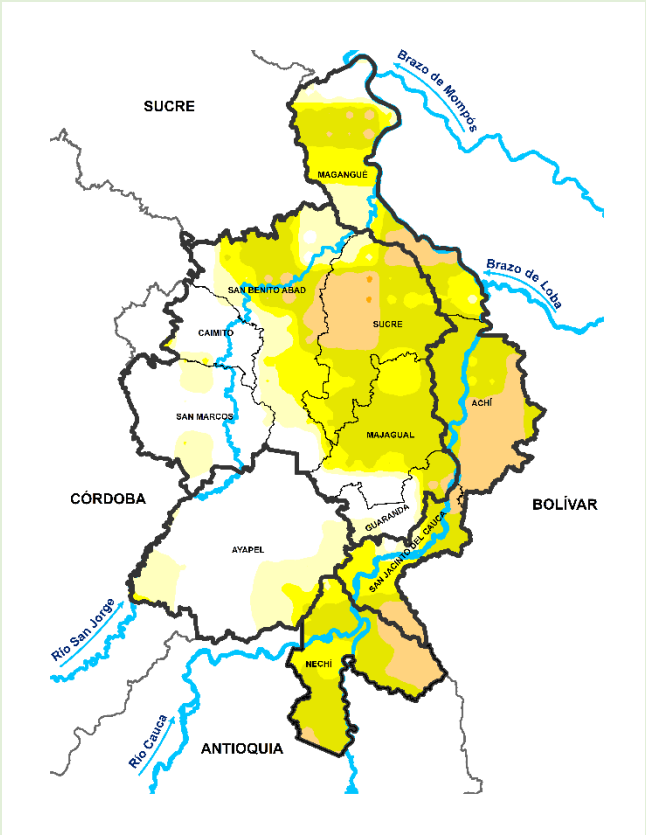 Brazo de Mompós
SUCRE
MAGANGUÉ
Brazo de Loba
SAN BENITO ABAD
SUCRE
CAIMITO
ACHÍ
SAN MARCOS
MAJAGUAL
CÓRDOBA
BOLÍVAR
GUARANDA
SAN JACINTO DEL CAUCA
AYAPEL
Río San Jorge
NECHÍ
Río Cauca
ANTIOQUIA